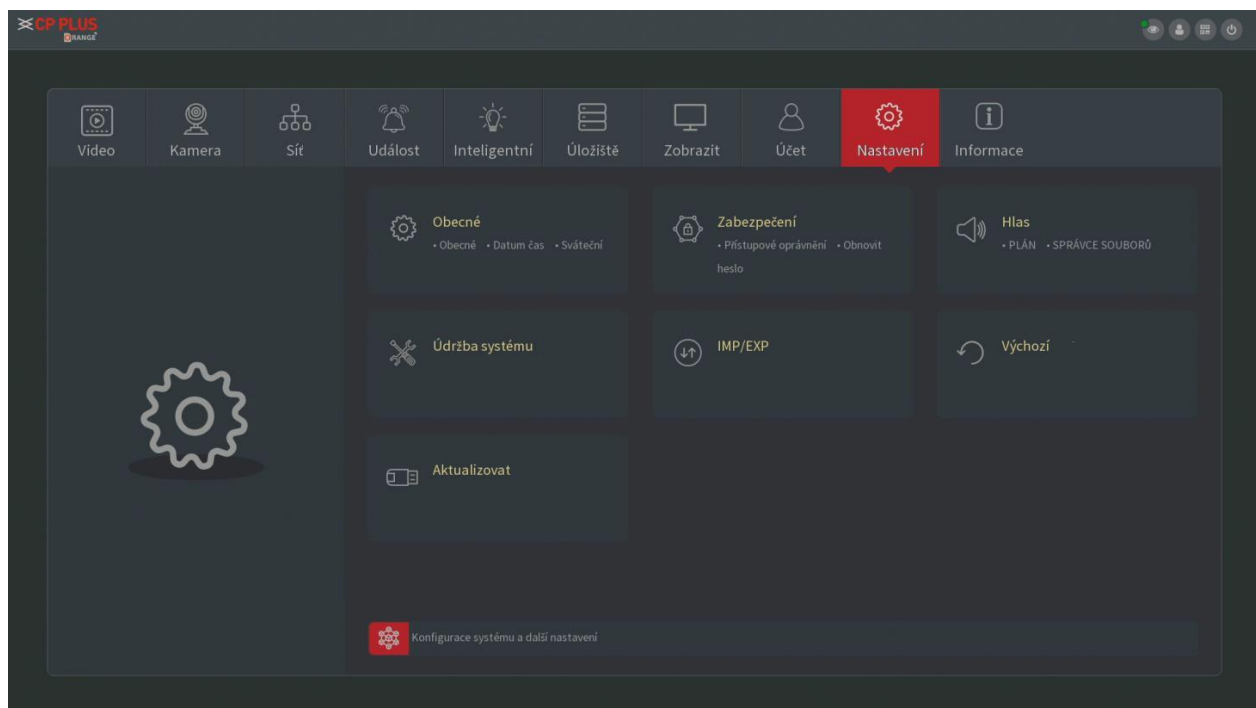 CP PLUS
ORANGE
Video Kamera Síť Událost Inteligentní Úložiště Zobrazit Účet Nastavení Informace
Obecné
• Obecné • Datum čas • Sváteční
Zabezpečení
• Přístupové oprávnění • Obnovit
heslo
Hlas
• PLÁN • SPRÁVCE SOUBORŮ
Údržba systému
IMP/EXP
Výchozí
Aktualizovat
Konfigurace systému a další nastavení